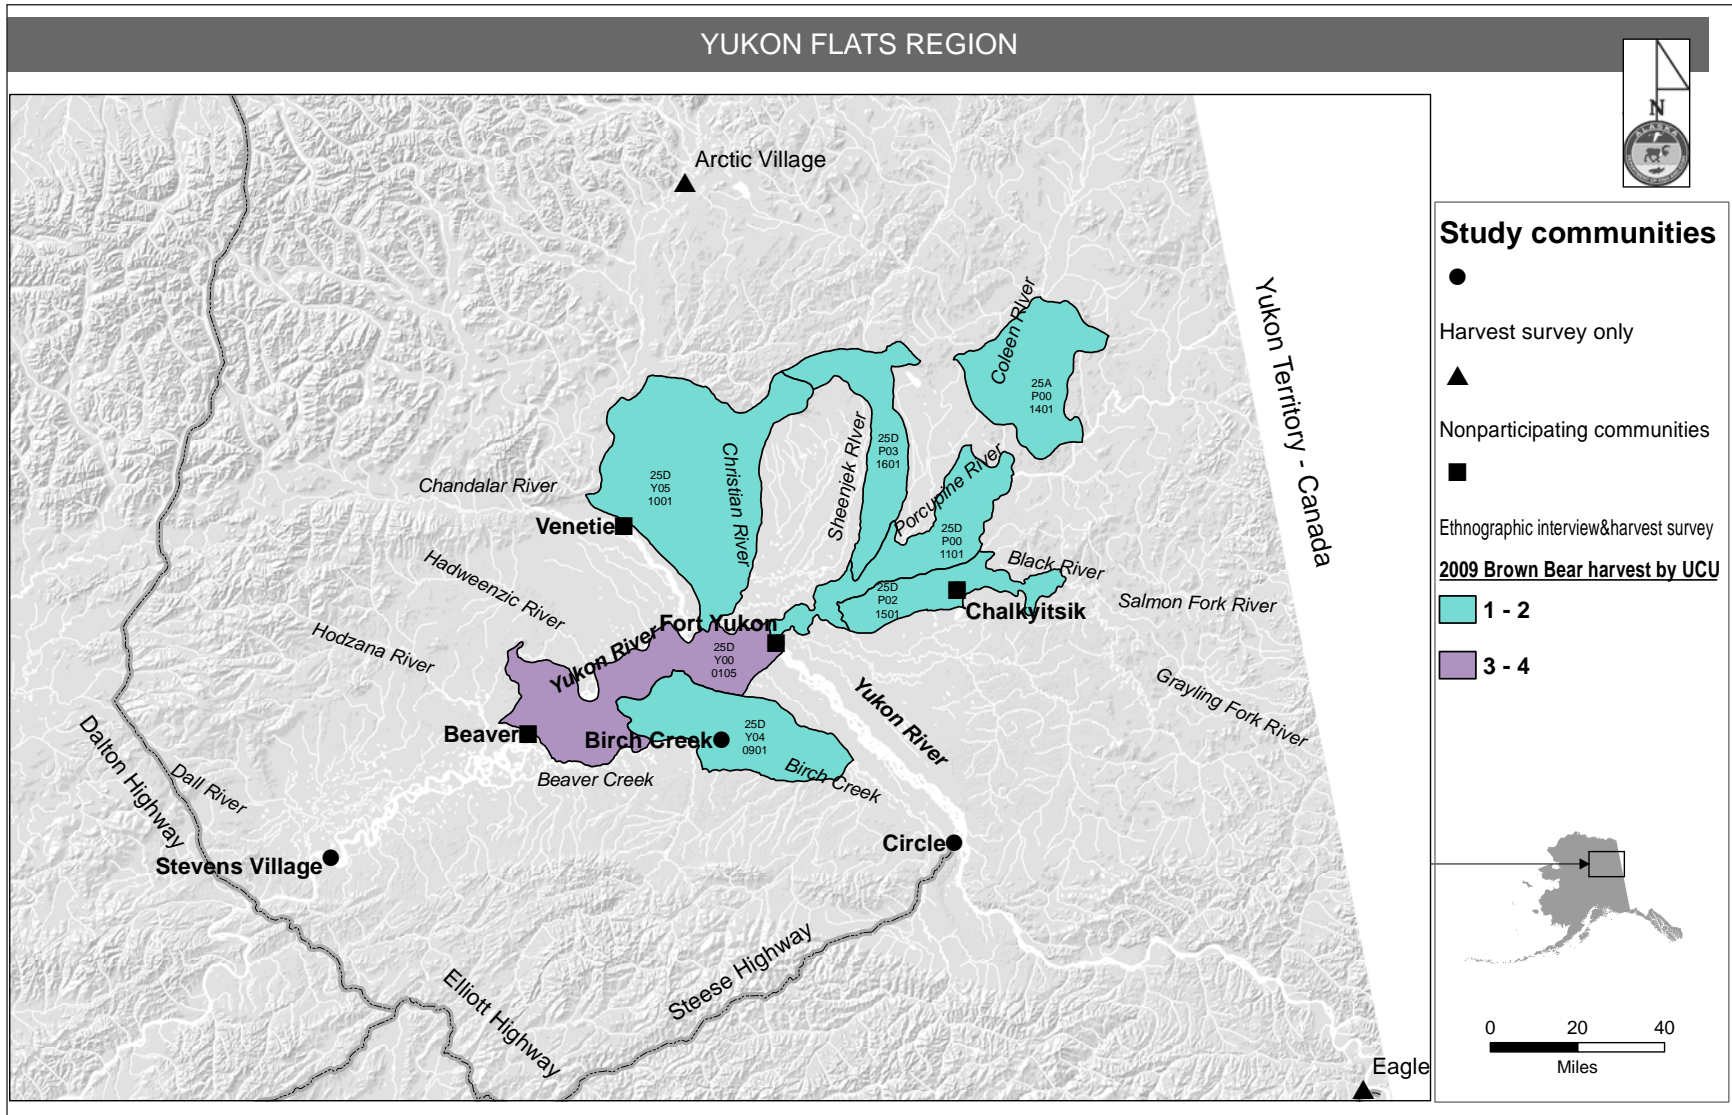 YUKON FLATS REGION
N
ALASKA
Arctic Village
Yukon Territory - Canada
Coleen RIver
25A
P00
1401
Christian River
Sheenjek RIver
25D
P03
1601
Porcupine River
25D
Y05
1001
Chandalar River
Venetie
25D
P00
1101
Black River
Hadweenzic River
25D
P02
1501
Chalkyitsik
Salmon Fork River
Hodzana River
Fort Yukon
Yukon River
25D
Y00
0105
Grayling Fork River
Yukon River
Beaver
Birch Creek
25D
Y04
0901
Birch Creek
Beaver Creek
Dalton Highway
Dall River
Stevens Village
Circle
Steese Highway
Elliott Highway
Eagle
Study communities
Harvest survey only
Nonparticipating communities
Ethnographic interview&harvest survey
2009 Brown Bear harvest by UCU
1 - 2
3 - 4
0 20 40
Miles